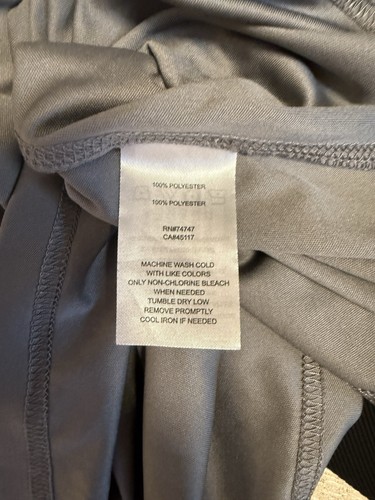 100% POLYESTER
100% POLYESTER
RN#74747
CA#45117
MACHINE WASH COLD
WITH LIKE COLORS
ONLY NON-CHLORINE BLEACH
WHEN NEEDED
TUMBLE DRY LOW
REMOVE PROMPTLY
COOL IRON IF NEEDED